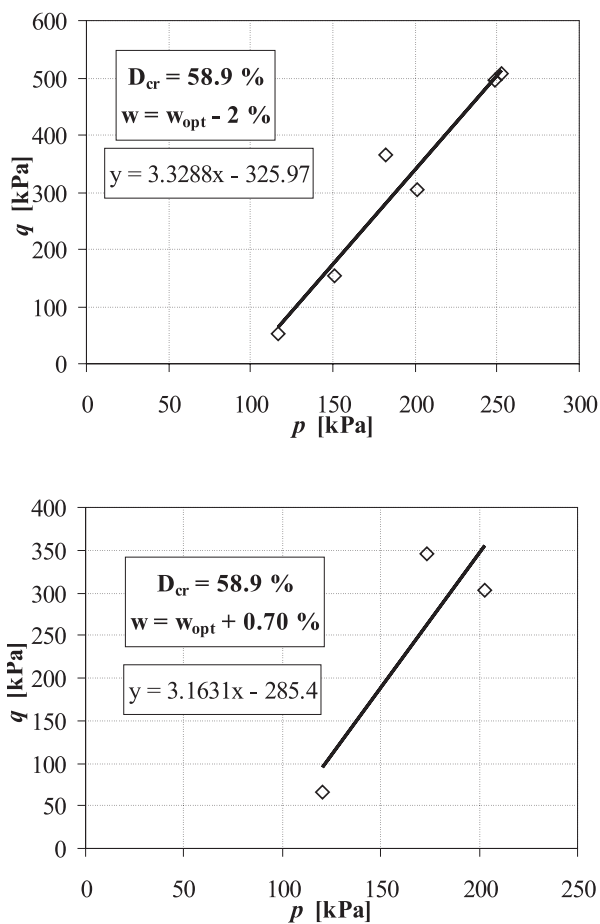 600
500
400
300
200
100
0
q [kPa]
D_cr = 58.9 %
w = w_opt - 2 %
y = 3.3288x - 325.97
0 50 100 150 200 250 300
p [kPa]
400
350
300
250
200
150
100
50
0
q [kPa]
D_cr = 58.9 %
w = w_opt + 0.70 %
y = 3.1631x - 285.4
0 50 100 150 200 250
p [kPa]